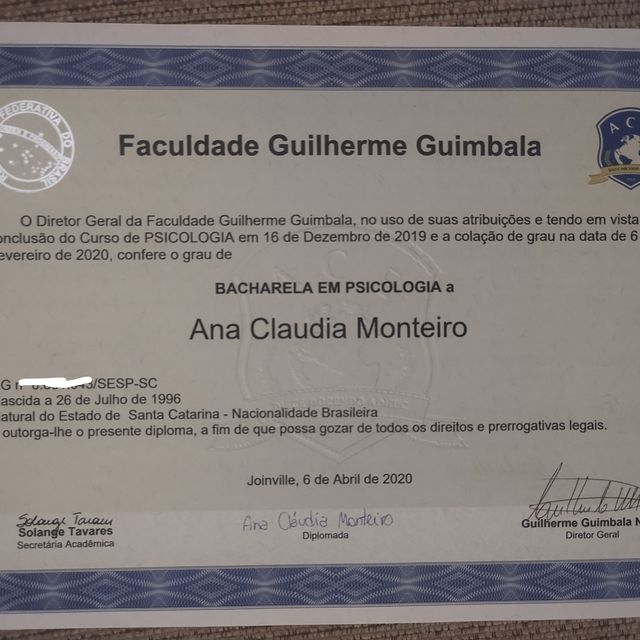 FEDERATIVA DO BRASIL
Faculdade Guilherme Guimbala
A C E
O Diretor Geral da Faculdade Guilherme Guimbala, no uso de suas atribuições e tendo em vista
onclusão do Curso de PSICOLOGIA em 16 de Dezembro de 2019 e a colação de grau na data de 6
evereiro de 2020, confere o grau de
BACHARELA EM PSICOLOGIA a
Ana Claudia Monteiro
G n° /SESP-SC
ascida a 26 de Julho de 1996
atural do Estado de Santa Catarina - Nacionalidade Brasileira
outorga-lhe o presente diploma, a fim de que possa gozar de todos os direitos e prerrogativas legais.
Joinville, 6 de Abril de 2020
Solange Tavares
Solange Tavares
Secretária Acadêmica
Ana Cláudia Monteiro
Diplomada
Guilherme Guimbala N
Diretor Geral